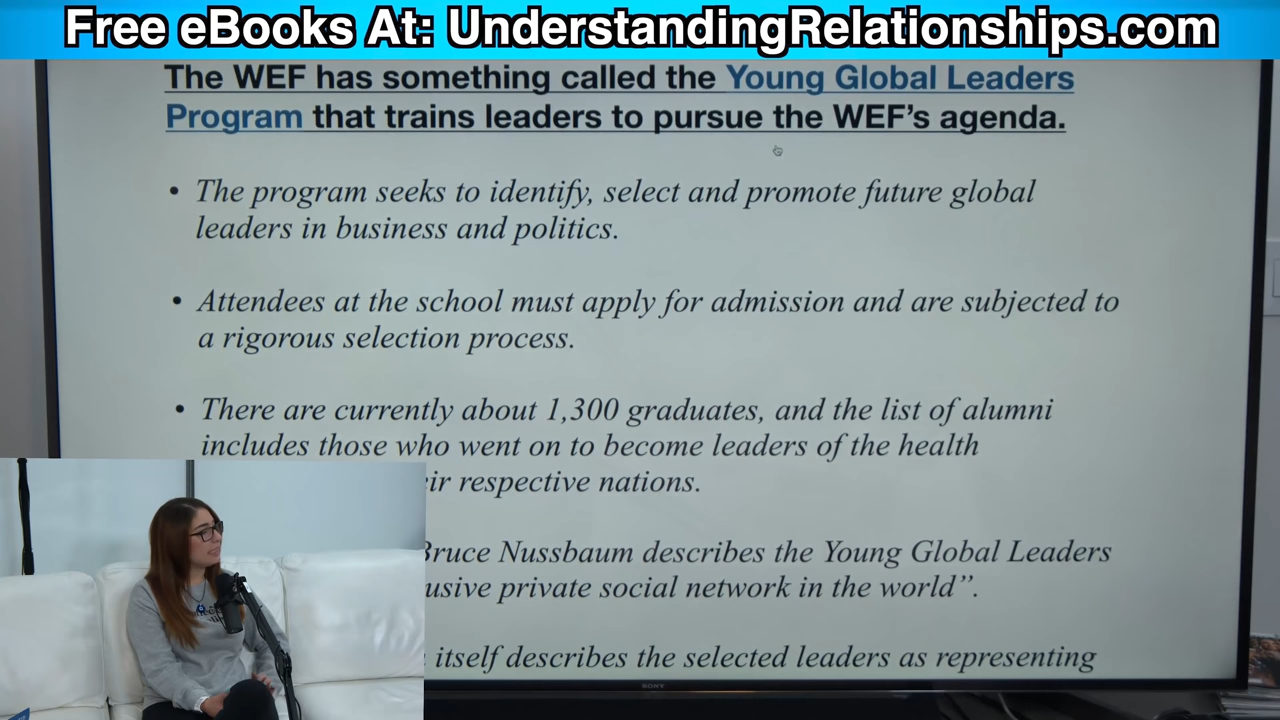 Free eBooks At: UnderstandingRelationships.com
The WEF has something called the Young Global Leaders
Program that trains leaders to pursue the WEF's agenda.
• The program seeks to identify, select and promote future global
leaders in business and politics.
• Attendees at the school must apply for admission and are subjected to
a rigorous selection process.
• There are currently about 1,300 graduates, and the list of alumni
includes those who went on to become leaders of the health
respective nations.
Bruce Nussbaum describes the Young Global Leaders
private social network in the world”.
itself describes the selected leaders as representing
SONY